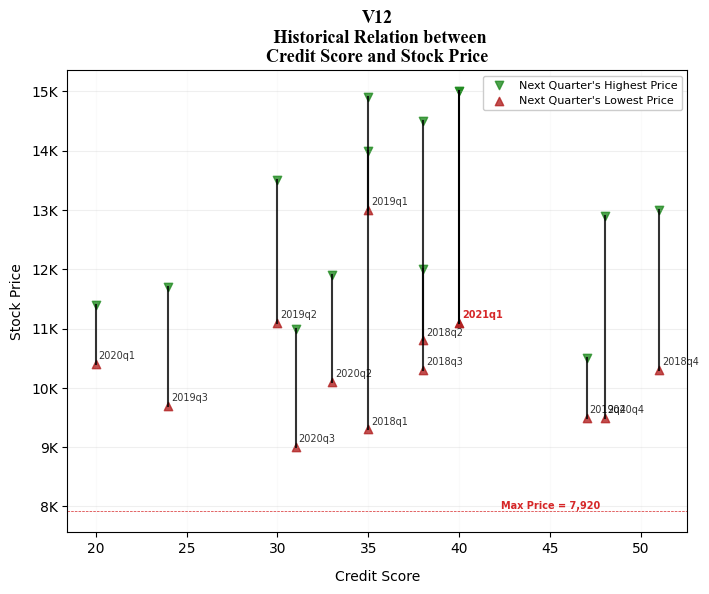 V12
Historical Relation between
Credit Score and Stock Price
Next Quarter's Highest Price
Next Quarter's Lowest Price
Stock Price
15K
14K
13K
12K
11K
10K
9K
8K
2019q1
2019q2
2021q1
2018q2
2020q1
2018q3
2018q4
2020q2
2019q3
2019q4
2020q4
2018q1
2020q3
Max Price = 7,920
20
25
30
35
40
45
50
Credit Score